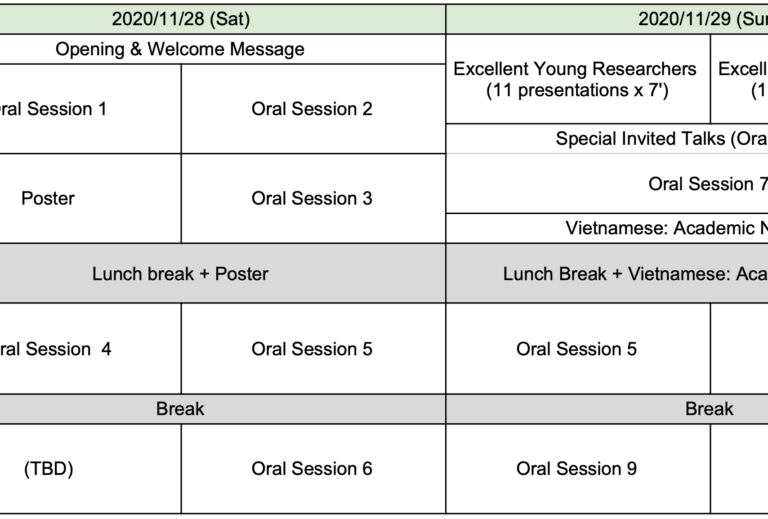 2020/11/28 (Sat)
2020/11/29 (Sun
Opening & Welcome Message
Excellent Young Researchers
(11 presentations x 7')
Excell
(1
ral Session 1
Oral Session 2
Special Invited Talks (Ora
Poster
Oral Session 3
Oral Session 7
Vietnamese: Academic N
Lunch break + Poster
Lunch Break + Vietnamese: Aca
ral Session 4
Oral Session 5
Oral Session 5
Break
Break
(TBD)
Oral Session 6
Oral Session 9